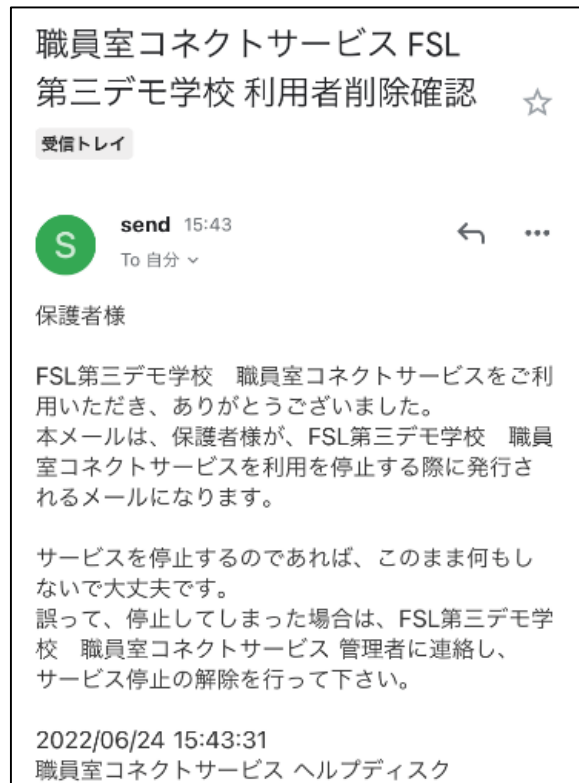 職員室コネクトサービス FSL
第三デモ学校 利用者削除確認
受信トレイ
S
send 15:43
To 自分
保護者様
FSL第三デモ学校　職員室コネクトサービスをご利
用いただき、ありがとうございました。
本メールは、保護者様が、FSL第三デモ学校　職員
室コネクトサービスを利用を停止する際に発行さ
れるメールになります。
サービスを停止するのであれば、このまま何もし
ないで大丈夫です。
誤って、停止してしまった場合は、FSL第三デモ学
校　職員室コネクトサービス 管理者に連絡し、
サービス停止の解除を行って下さい。
2022/06/24 15:43:31
職員室コネクトサービス ヘルプディスク